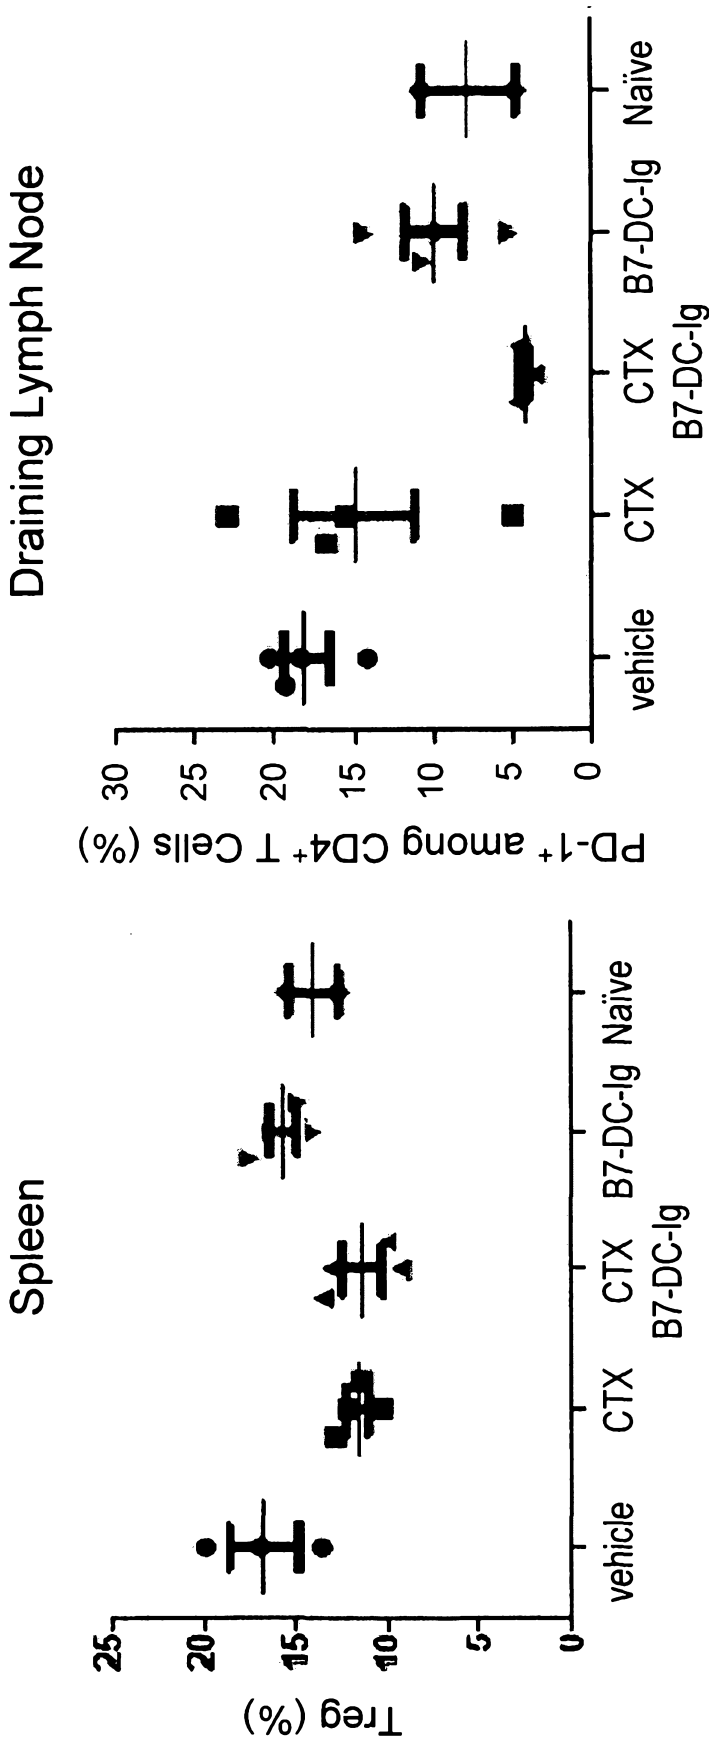 Spleen
Treg (%)
25
20
15
10
5
0
vehicle
CTX
CTX
B7-DC-Ig
Naïve
B7-DC-Ig
Draining Lymph Node
PD-1⁺ among CD4⁺ T Cells (%)
30
25
20
15
10
5
0
vehicle
CTX
CTX
B7-DC-Ig
Naïve
B7-DC-Ig